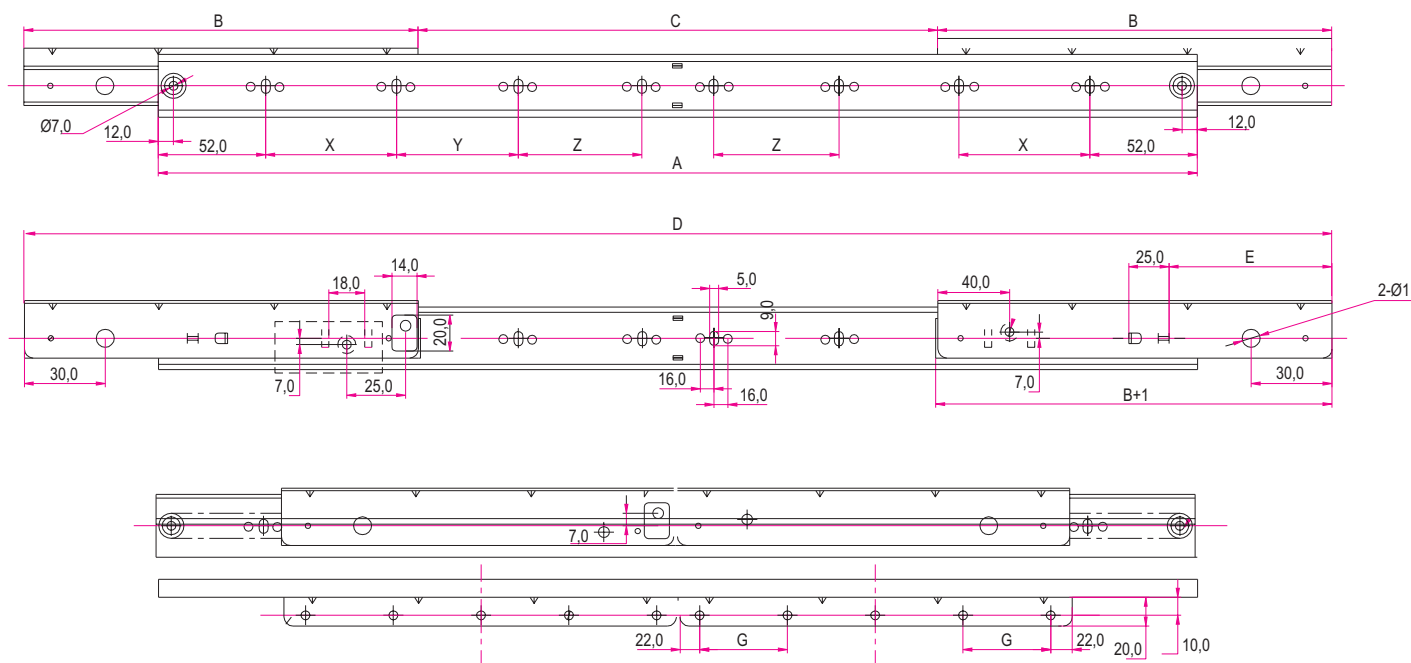 B C B
Ø7,0
12,0 12,0
52,0 X Y Z Z X 52,0
A
D
14,0 5,0 25,0 E
18,0 40,0
9,0
2-Ø1
20,0
30,0 7,0 25,0 16,0 7,0 30,0
16,0 B+1
7,0
22,0 G G 22,0 20,0 10,0